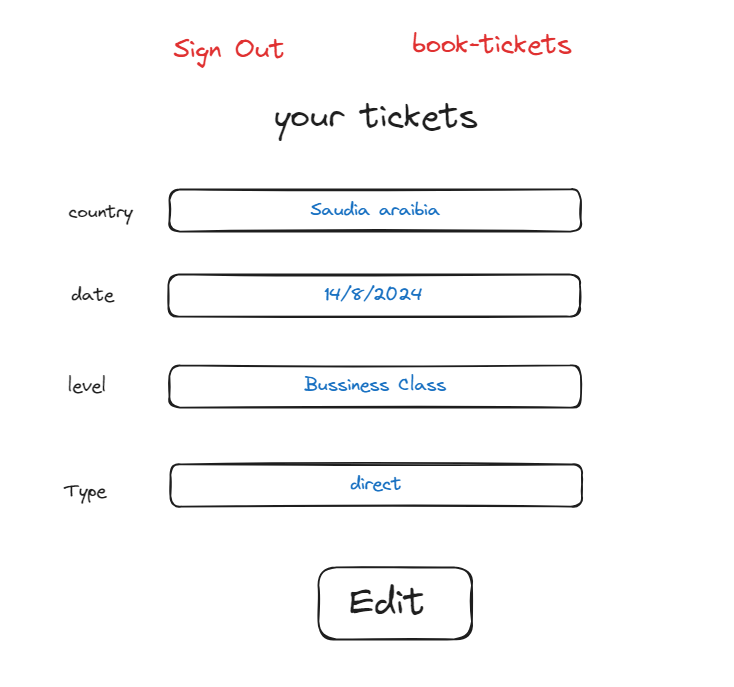 Sign Out book-tickets
your tickets
country Saudia araibia
date 14/8/2024
level Bussiness Class
Type direct
Edit